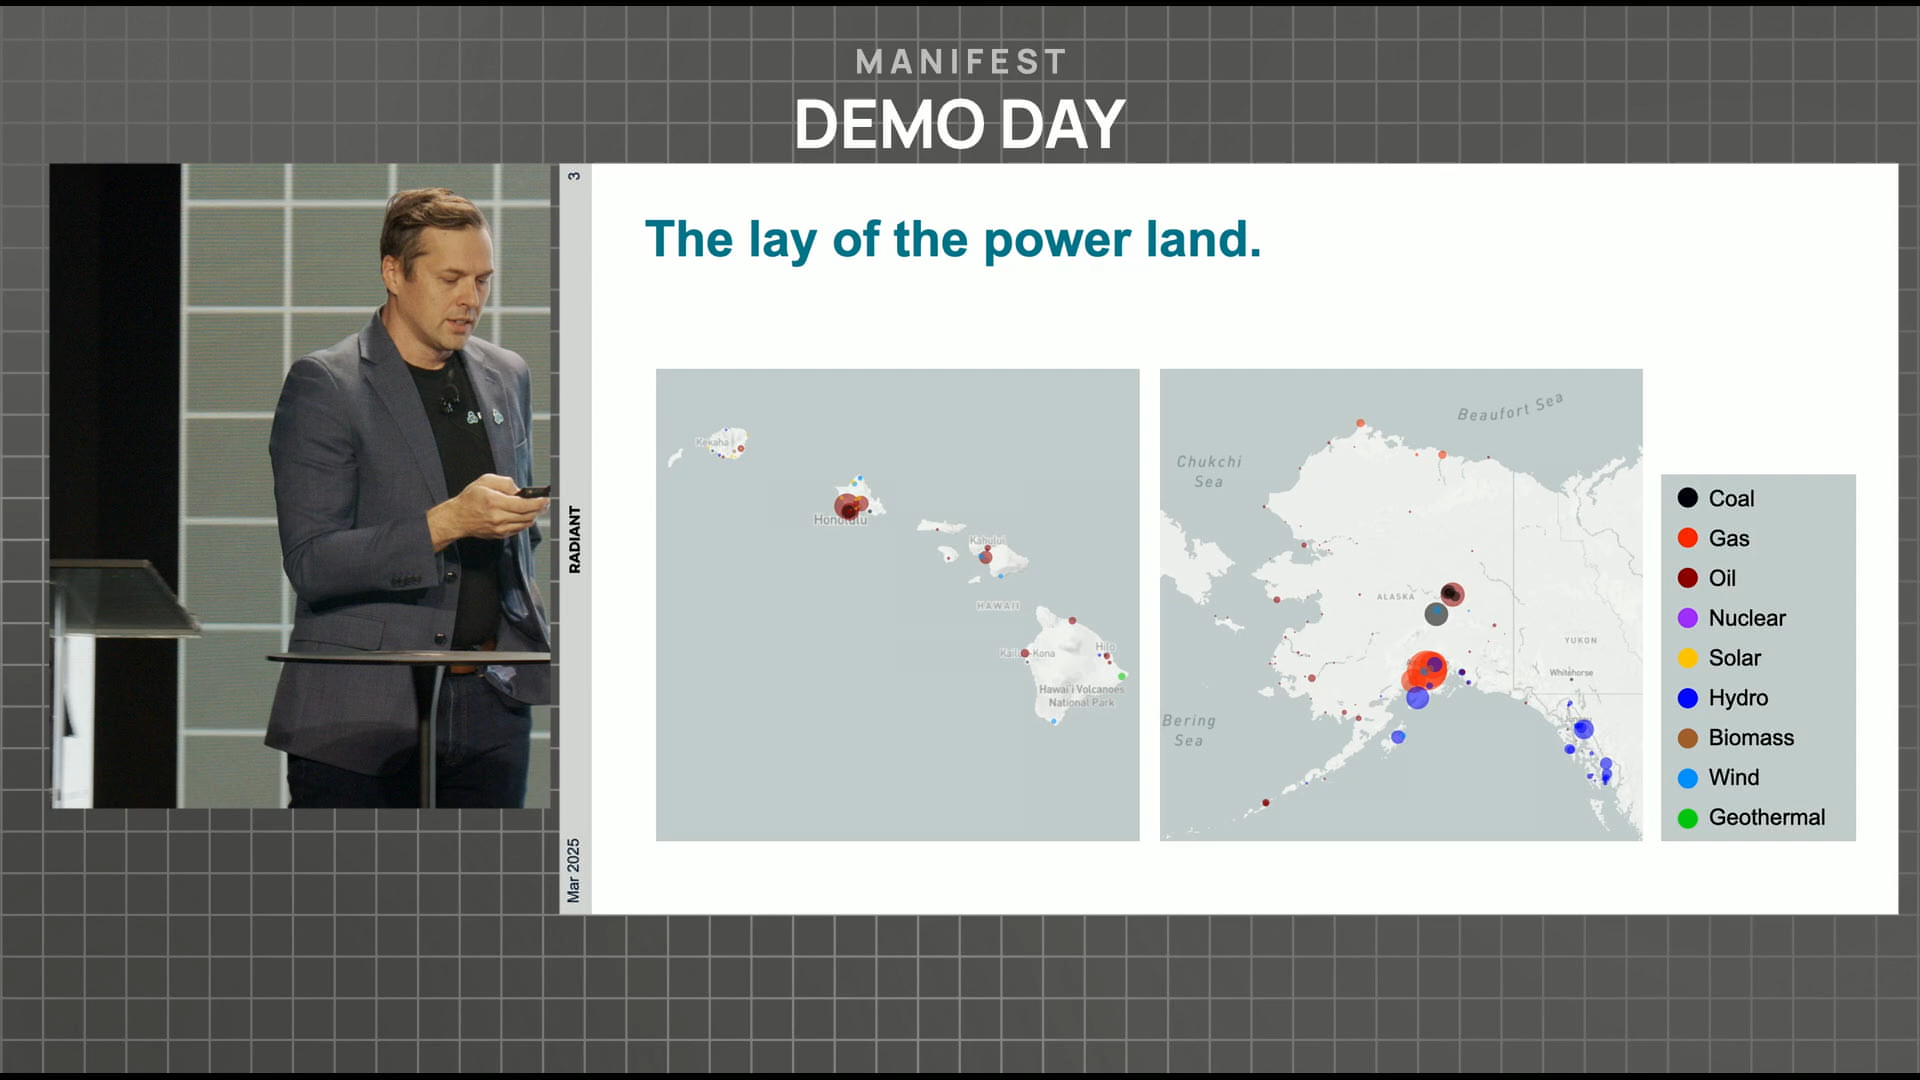 MANIFEST
DEMO DAY
3
RADIANT
Mar 2025
The lay of the power land.
Kekaha
Honolulu
Kahului
HAWAII
Kailua-Kona
Hilo
Hawaiʻi Volcanoes
National Park
Beaufort Sea
Chukchi
Sea
ALASKA
YUKON
Whitehorse
Bering
Sea
Coal
Gas
Oil
Nuclear
Solar
Hydro
Biomass
Wind
Geothermal